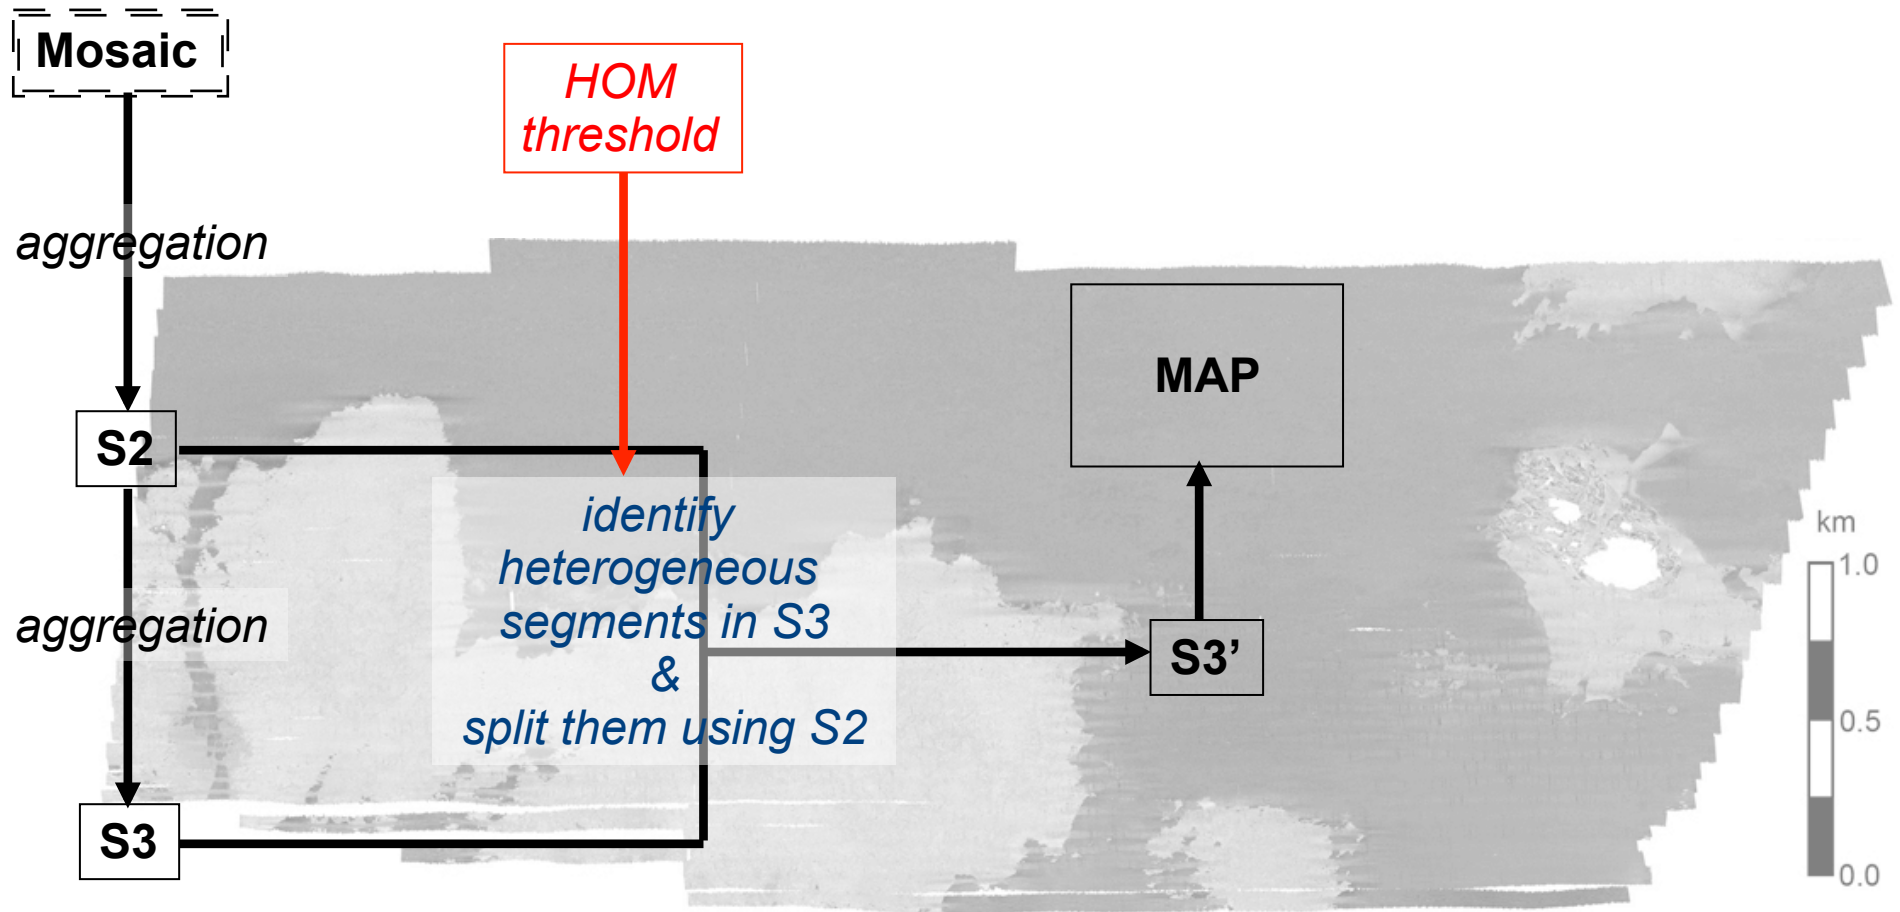 Mosaic
HOM
threshold
aggregation
MAP
S2
identify
heterogeneous
segments in S3
&
split them using S2
aggregation
S3'
S3
km
1.0
0.5
0.0